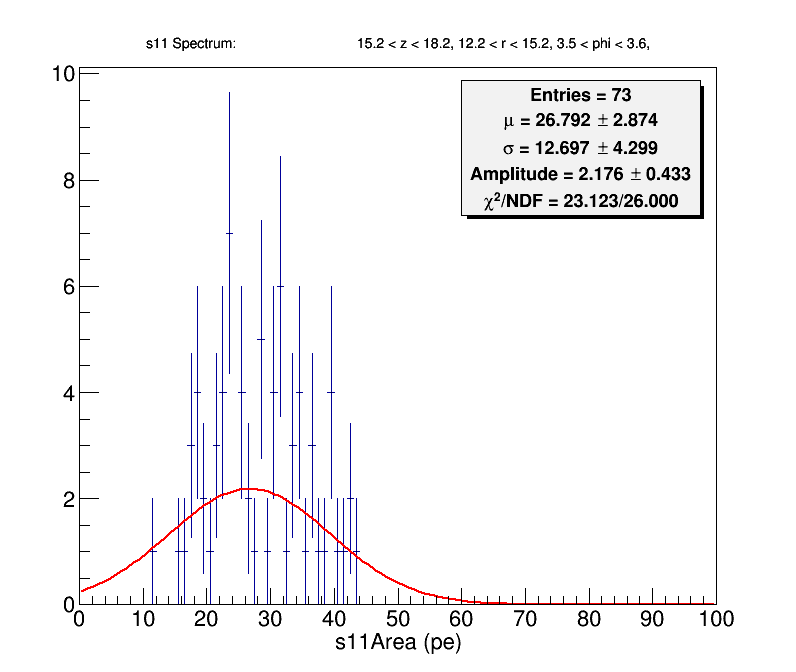 s11 Spectrum: 15.2 < z < 18.2, 12.2 < r < 15.2, 3.5 < phi < 3.6,
Entries = 73
μ = 26.792 ± 2.874
σ = 12.697 ± 4.299
Amplitude = 2.176 ± 0.433
χ²/NDF = 23.123/26.000
10
8
6
4
2
0
0 10 20 30 40 50 60 70 80 90 100
s11Area (pe)